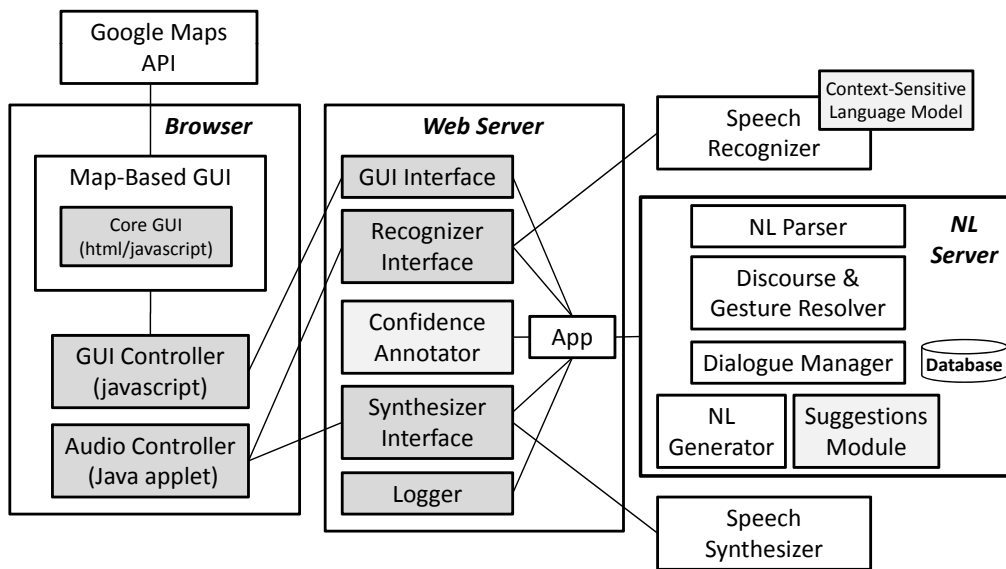 Google Maps
API
Browser
Map-Based GUI
Core GUI
(html/javascript)
GUI Controller
(javascript)
Audio Controller
(Java applet)
Web Server
GUI Interface
Recognizer
Interface
Confidence
Annotator
App
Synthesizer
Interface
Logger
Context-Sensitive
Language Model
Speech
Recognizer
NL
Server
NL Parser
Discourse &
Gesture Resolver
Dialogue Manager
Database
NL
Generator
Suggestions
Module
Speech
Synthesizer